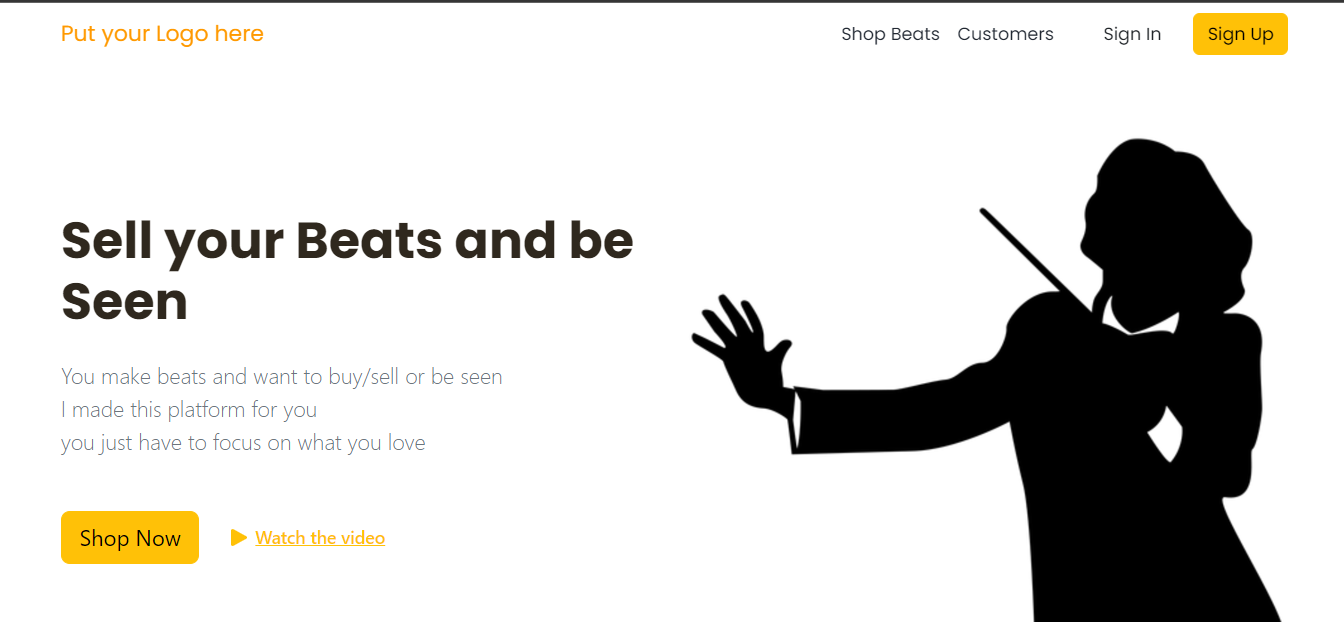 Put your Logo here
Shop Beats
Customers
Sign In
Sign Up
Sell your Beats and be
Seen
You make beats and want to buy/sell or be seen
I made this platform for you
you just have to focus on what you love
Shop Now
Watch the video